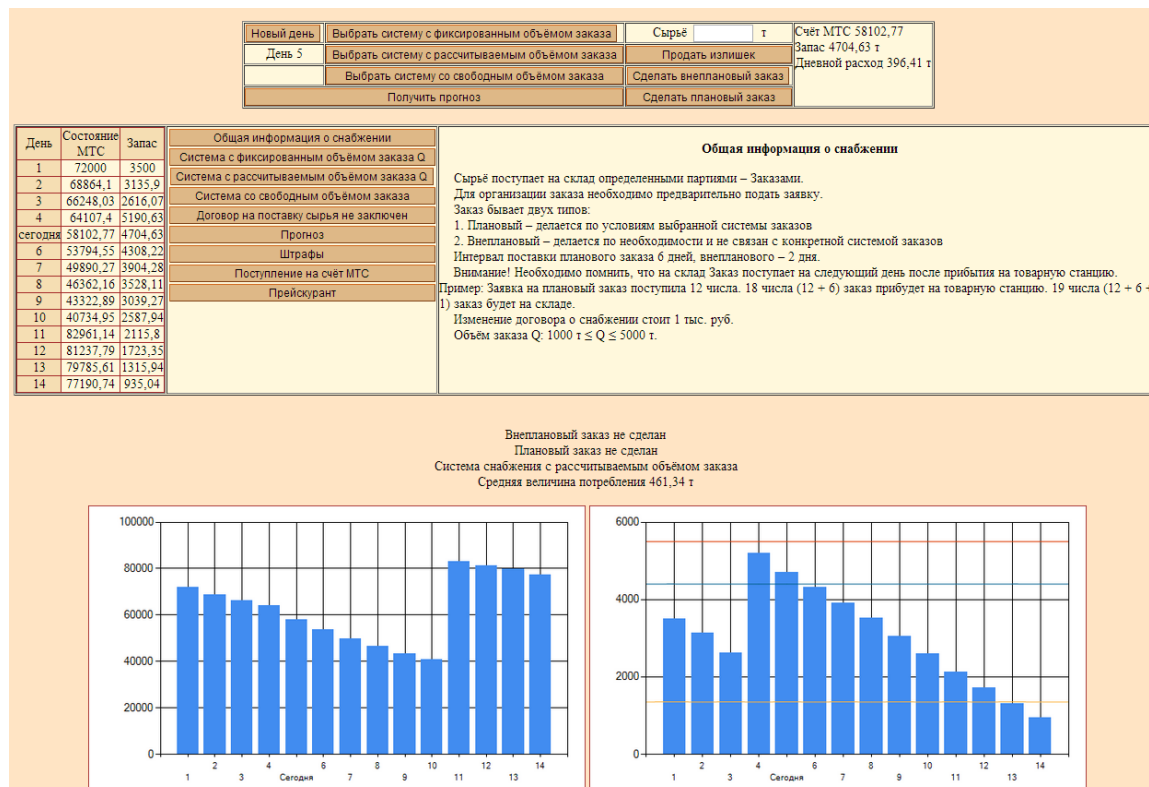 Новый день Выбрать систему с фиксированным объёмом заказа Сырьё т Счёт МТС 58102,77
День 5 Выбрать систему с рассчитываемым объёмом заказа Продать излишек Запас 4704,63 т
Выбрать систему со свободным объёмом заказа Сделать внеплановый заказ Дневной расход 396,41 т
Получить прогноз Сделать плановый заказ
День Состояние МТС Запас
1 72000 3500
2 68864,1 3135,9
3 66248,03 2616,07
4 64107,4 5190,63
сегодня 58102,77 4704,63
6 53794,55 4308,22
7 49890,27 3904,28
8 46362,16 3528,11
9 43322,89 3039,27
10 40734,95 2587,94
11 82961,14 2115,8
12 81237,79 1723,35
13 79785,61 1315,94
14 77190,74 935,04
Общая информация о снабжении
Система с фиксированным объёмом заказа Q
Система с рассчитываемым объёмом заказа Q
Система со свободным объёмом заказа
Договор на поставку сырья не заключен
Прогноз
Штрафы
Поступление на счёт МТС
Прейскурант
Общая информация о снабжении
Сырьё поступает на склад определенными партиями – Заказами.
Для организации заказа необходимо предварительно подать заявку.
Заказ бывает двух типов:
1. Плановый – делается по условиям выбранной системы заказов
2. Внеплановый – делается по необходимости и не связан с конкретной системой заказов
Интервал поставки планового заказа 6 дней, внепланового – 2 дня.
Внимание! Необходимо помнить, что на склад Заказ поступает на следующий день после прибытия на товарную станцию.
Пример: Заявка на плановый заказ поступила 12 числа. 18 числа (12 + 6) заказ прибудет на товарную станцию. 19 числа (12 + 6 +
1) заказ будет на складе.
Изменение договора о снабжении стоит 1 тыс. руб.
Объём заказа Q: 1000 т ≤ Q ≤ 5000 т.
Внеплановый заказ не сделан
Плановый заказ не сделан
Система снабжения с рассчитываемым объёмом заказа
Средняя величина потребления 461,34 т
100000
80000
60000
40000
20000
0
2 4 6 8 10 12 14
1 3 Сегодня 7 9 11 13
6000
4000
2000
0
2 4 6 8 10 12 14
1 3 Сегодня 7 9 11 13